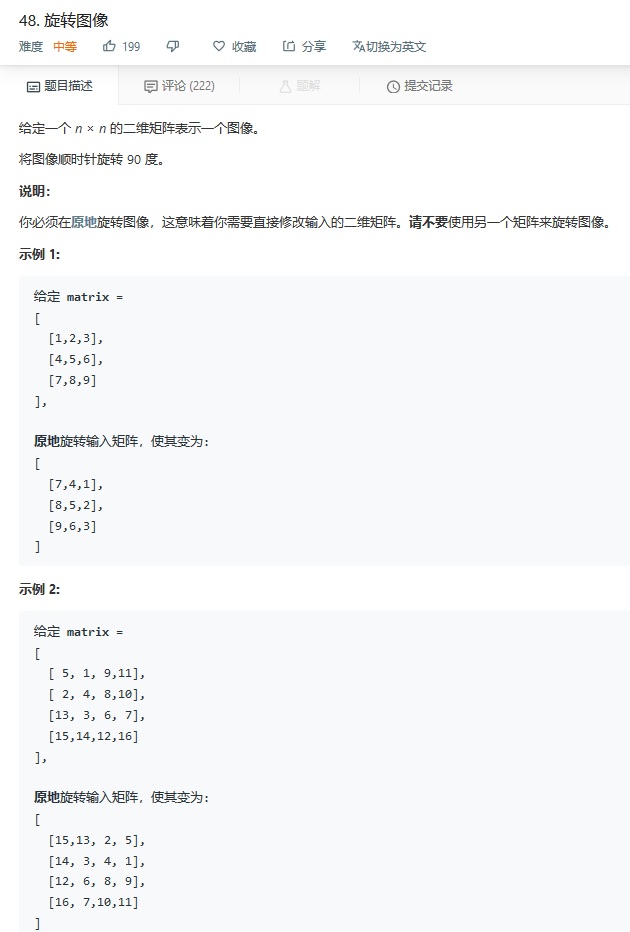 48. 旋转图像
难度 中等 199 收藏 分享 切换为英文
题目描述 评论 (222) 题解 提交记录
给定一个 n × n 的二维矩阵表示一个图像。
将图像顺时针旋转 90 度。
说明：
你必须在原地旋转图像，这意味着你需要直接修改输入的二维矩阵。请不要使用另一个矩阵来旋转图像。
示例 1:
给定 matrix =
[
[1,2,3],
[4,5,6],
[7,8,9]
],
原地旋转输入矩阵，使其变为:
[
[7,4,1],
[8,5,2],
[9,6,3]
]
示例 2:
给定 matrix =
[
[ 5, 1, 9,11],
[ 2, 4, 8,10],
[13, 3, 6, 7],
[15,14,12,16]
],
原地旋转输入矩阵，使其变为:
[
[15,13, 2, 5],
[14, 3, 4, 1],
[12, 6, 8, 9],
[16, 7,10,11]
]